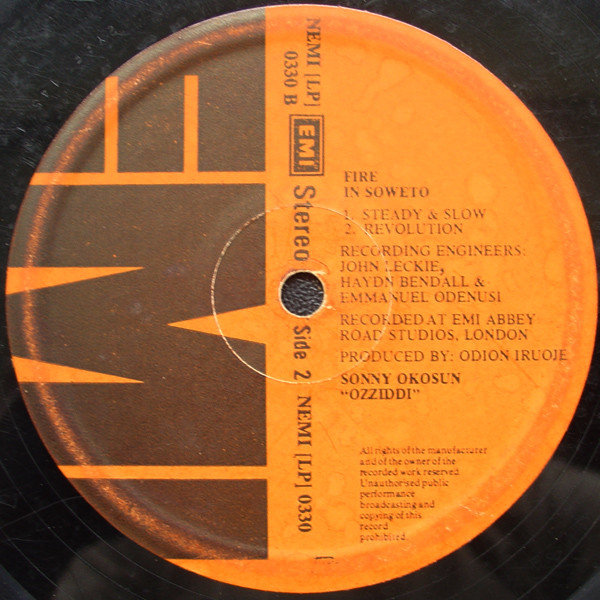 NEMI [LP]
0330 B
EMI
Stereo
Side 2
NEMI [LP] 0330
FIRE
IN SOWETO
1. STEADY & SLOW
2. REVOLUTION
RECORDING ENGINEERS:
JOHN LECKIE,
HAYDN BENDALL &
EMMANUEL ODENUSI
RECORDED AT EMI ABBEY
ROAD STUDIOS, LONDON
PRODUCED BY: ODION IRUOJE
SONNY OKOSUN
"OZZIDDI"
All rights of the manufacturer
and of the owner of the
recorded work reserved.
Unauthorised public
performance
broadcasting and
copying of this
record
prohibited.